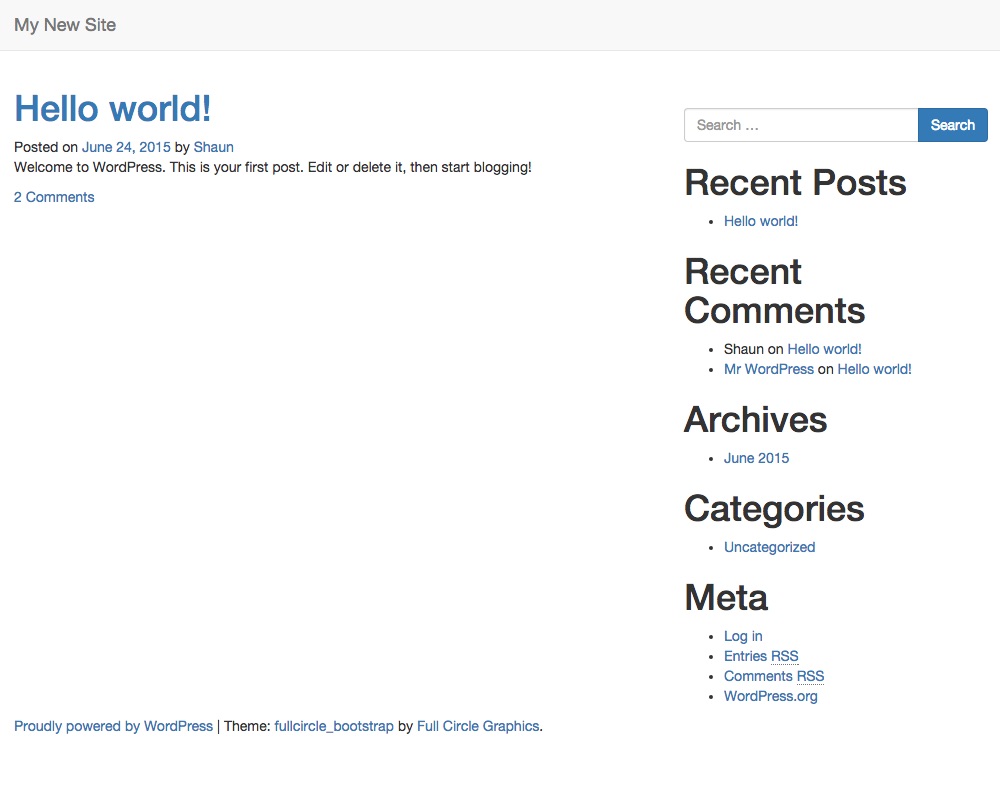 My New Site
Hello world!
Posted on June 24, 2015 by Shaun
Welcome to WordPress. This is your first post. Edit or delete it, then start blogging!
2 Comments
Search …
Search
Recent Posts
Hello world!
Recent
Comments
Shaun on Hello world!
Mr WordPress on Hello world!
Archives
June 2015
Categories
Uncategorized
Meta
Log in
Entries RSS
Comments RSS
WordPress.org
Proudly powered by WordPress | Theme: fullcircle_bootstrap by Full Circle Graphics.